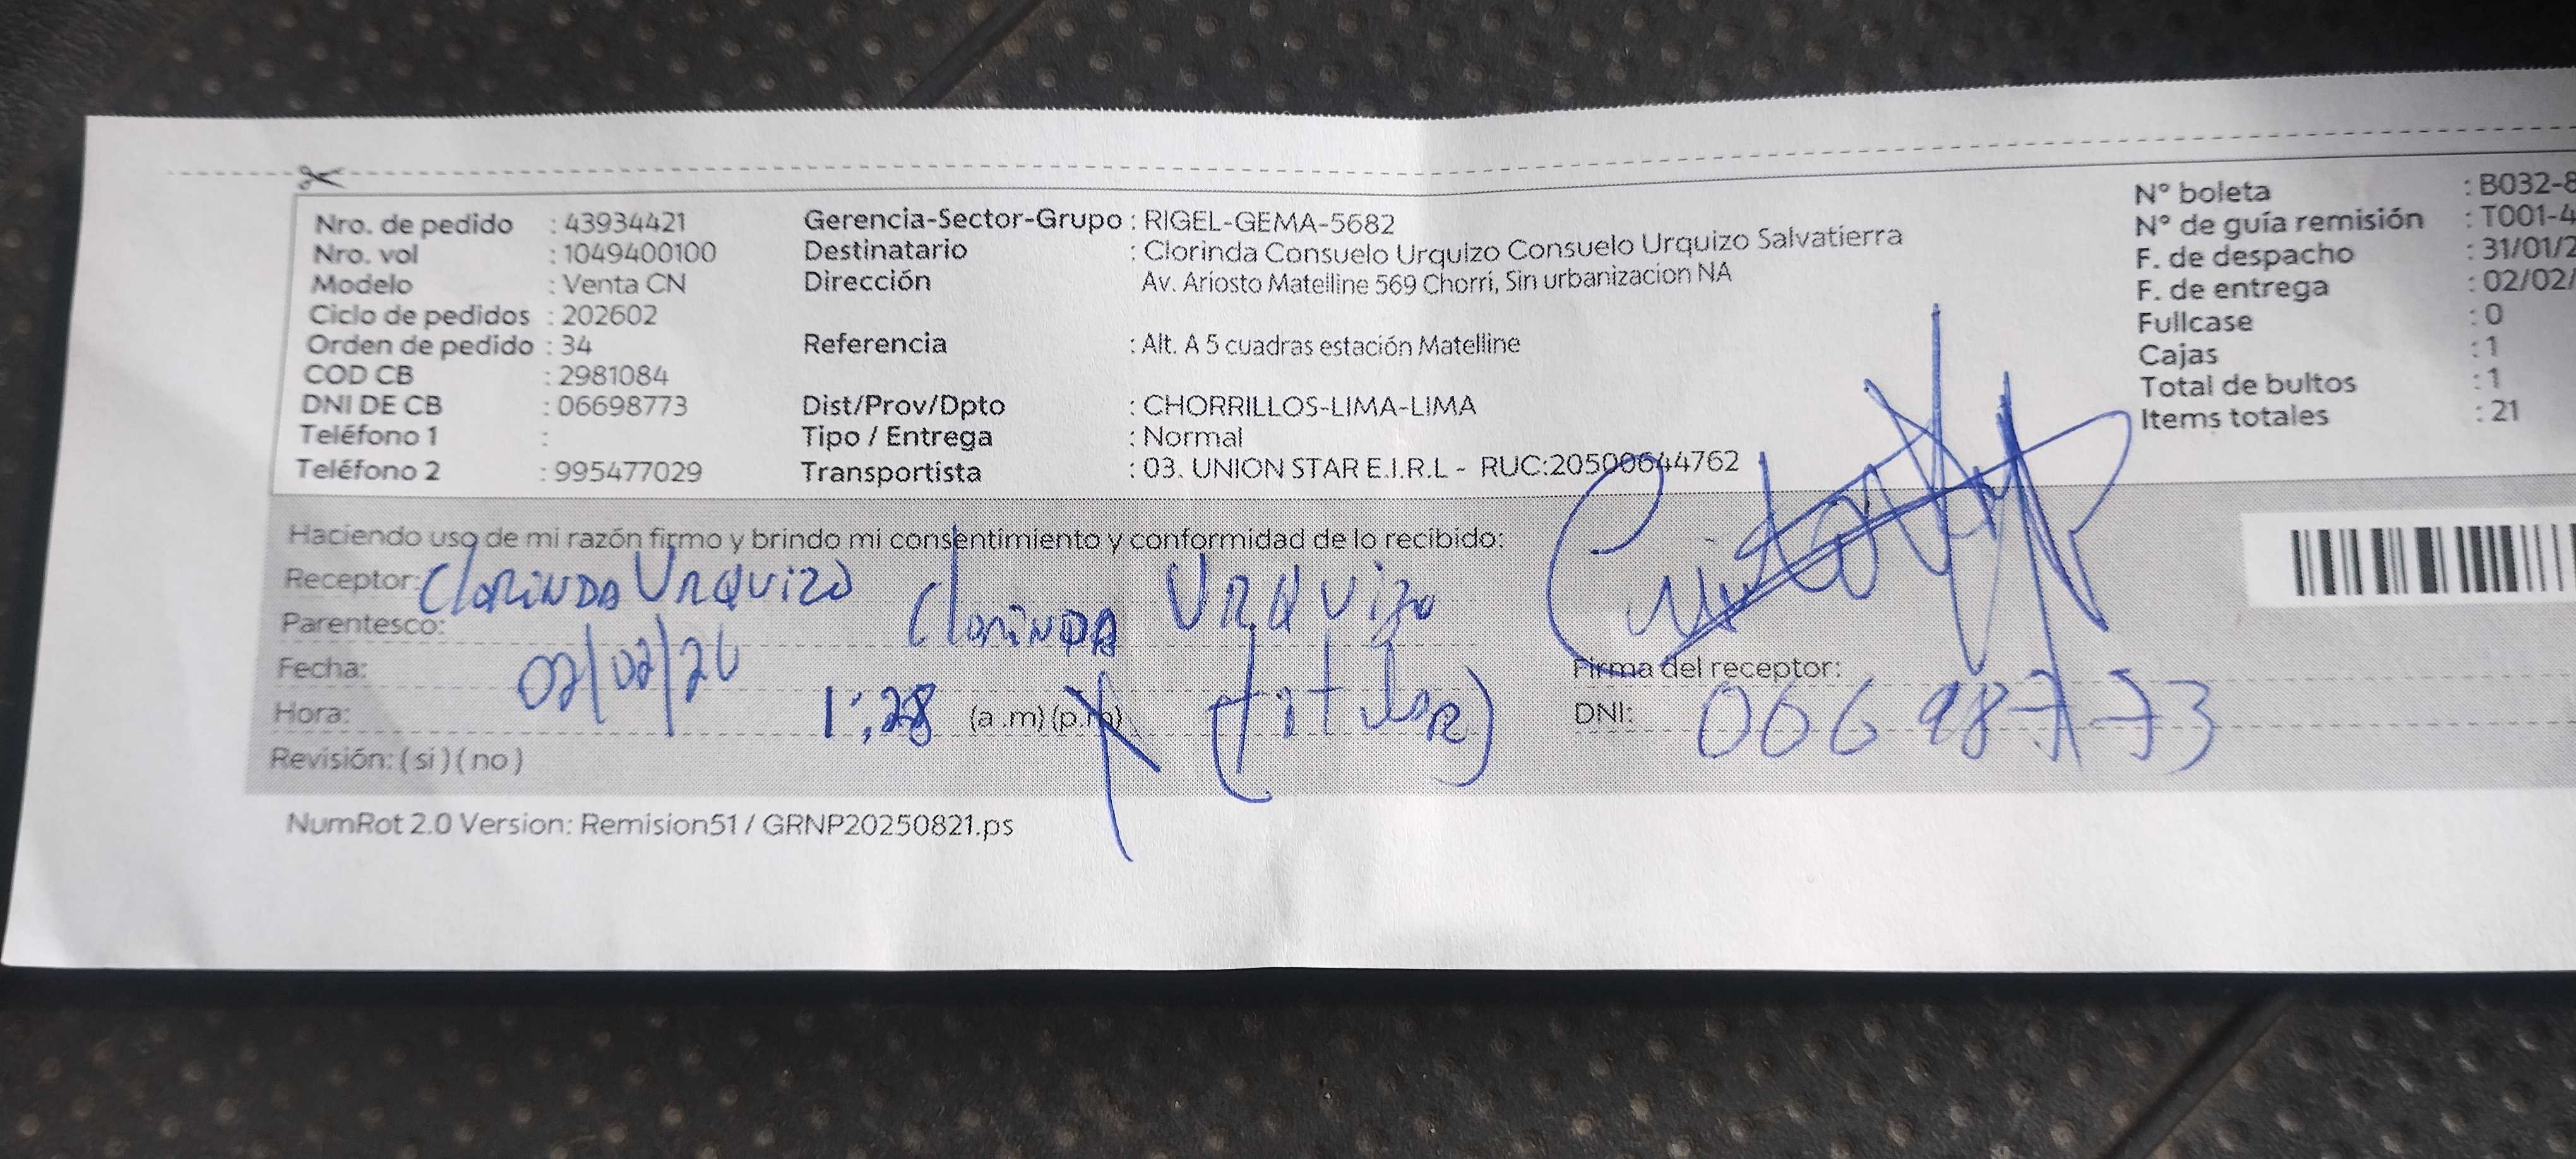 Nro. de pedido : 43934421
Nro. vol : 1049400100
Modelo : Venta CN
Ciclo de pedidos : 202602
Orden de pedido : 34
COD CB : 2981084
DNI DE CB : 06698773
Teléfono 1 :
Teléfono 2 : 995477029
Gerencia-Sector-Grupo : RIGEL-GEMA-5682
Destinatario : Clorinda Consuelo Urquizo Consuelo Urquizo Salvatierra
Dirección Av. Ariosto Matelline 569 Chorri, Sin urbanizacion NA
Referencia : Alt. A 5 cuadras estación Matelline
Dist/Prov/Dpto : CHORRILLOS-LIMA-LIMA
Tipo / Entrega : Normal
Transportista : 03. UNION STAR E.I.R.L - RUC:20500644762
N° boleta : B032-8
N° de guía remisión : T001-4
F. de despacho : 31/01/2
F. de entrega : 02/02/
Fullcase : 0
Cajas : 1
Total de bultos : 1
Items totales : 21
Haciendo uso de mi razón firmo y brindo mi consentimiento y conformidad de lo recibido:
Receptor: Clorinda Urquizo
Parentesco: Clorinda Urquizo
Fecha: 02/02/26
Hora: 1:28 (a .m) (p.m) (titular)
Revisión: ( si ) ( no )
Firma del receptor:
DNI: 06698773
NumRot 2.0 Version: Remision51 / GRNP20250821.ps